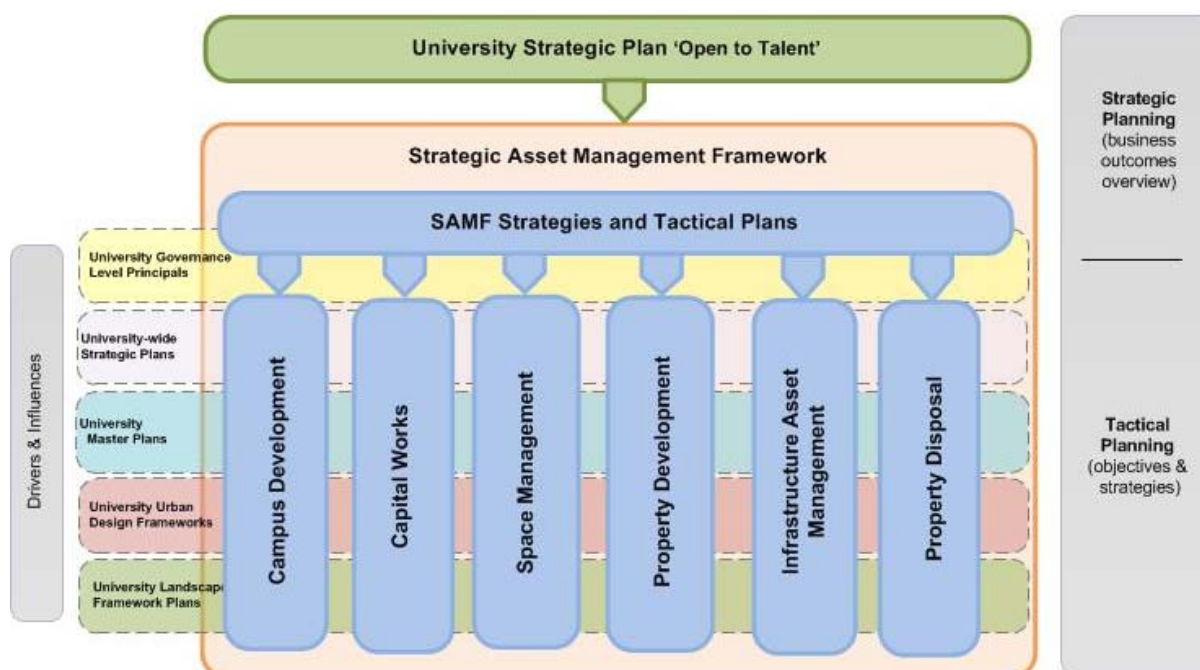 University Strategic Plan ‘Open to Talent’
Strategic Asset Management Framework
SAMF Strategies and Tactical Plans
Drivers & Influences
University Governance
Level Principals
University-wide
Strategic Plans
University
Master Plans
University Urban
Design Frameworks
University Landscape
Framework Plans
Campus Development
Capital Works
Space Management
Property Development
Infrastructure Asset
Management
Property Disposal
Strategic
Planning
(business
outcomes
overview)
Tactical
Planning
(objectives &
strategies)